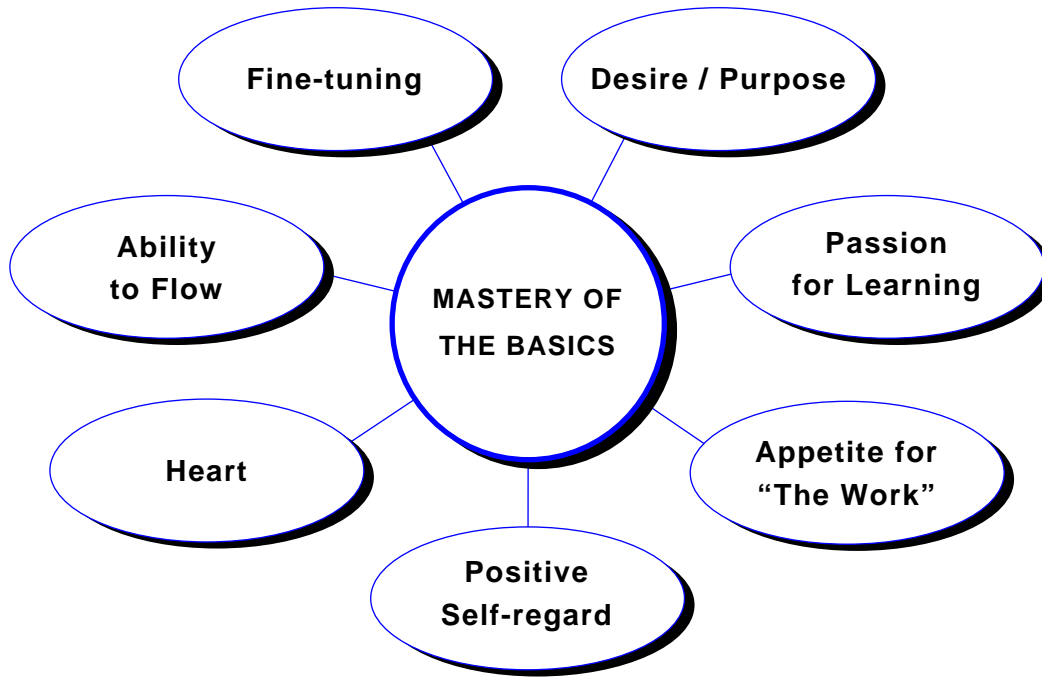 Fine-tuning
Desire / Purpose
Ability
to Flow
Passion
for Learning
MASTERY OF
THE BASICS
Heart
Appetite for
“The Work”
Positive
Self-regard